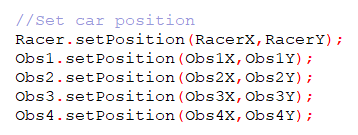 //Set car position
Racer.setPosition(RacerX,RacerY);
Obs1.setPosition(Obs1X,Obs1Y);
Obs2.setPosition(Obs2X,Obs2Y);
Obs3.setPosition(Obs3X,Obs3Y);
Obs4.setPosition(Obs4X,Obs4Y);